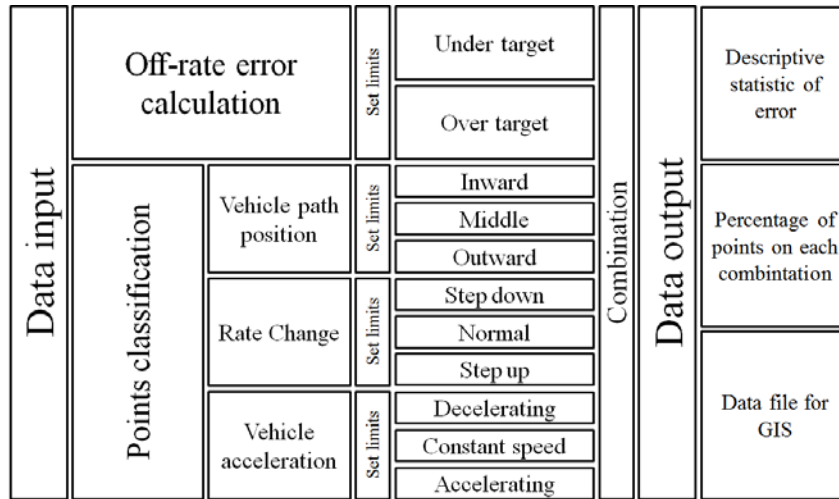 Data input
Off-rate error
calculation
Set limits
Under target
Over target
Points classification
Vehicle path
position
Set limits
Inward
Middle
Outward
Rate Change
Set limits
Step down
Normal
Step up
Vehicle
acceleration
Set limits
Decelerating
Constant speed
Accelerating
Combination
Data output
Descriptive
statistic of
error
Percentage of
points on each
combintation
Data file for
GIS